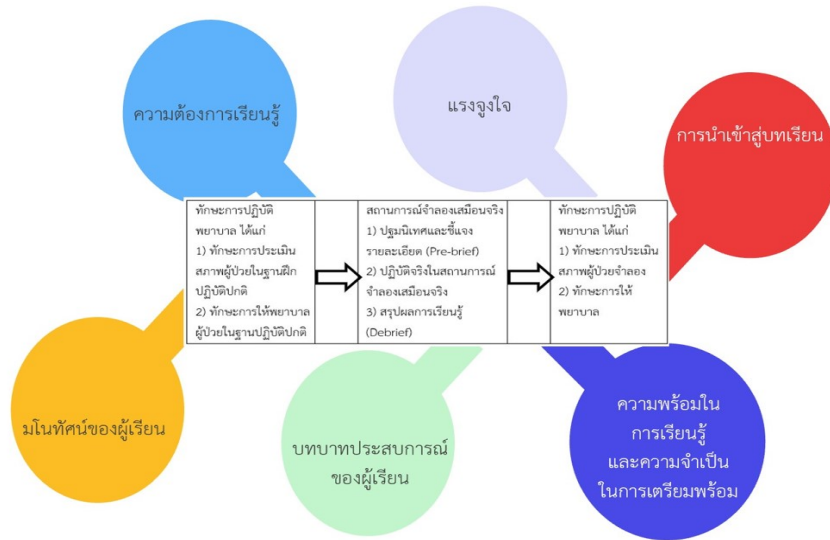 ความต้องการเรียนรู้
แรงจูงใจ
การนำเข้าสู่บทเรียน
ทักษะการปฏิบัติ
พยาบาล ได้แก่
1) ทักษะการประเมิน
สภาพผู้ป่วยในฐานฝึก
ปฏิบัติปกติ
2) ทักษะการให้พยาบาล
ผู้ป่วยในฐานปฏิบัติปกติ
สถานการณ์จำลองเสมือนจริง
1) ปฐมนิเทศและชี้แจง
รายละเอียด (Pre-brief)
2) ปฏิบัติจริงในสถานการณ์
จำลองเสมือนจริง
3) สรุปผลการเรียนรู้
(Debrief)
ทักษะการปฏิบัติ
พยาบาล ได้แก่
1) ทักษะการประเมิน
สภาพผู้ป่วยจำลอง
2) ทักษะการให้
พยาบาล
มโนทัศน์ของผู้เรียน
บทบาทประสบการณ์
ของผู้เรียน
ความพร้อมใน
การเรียนรู้
และความจำเป็น
ในการเตรียมพร้อม